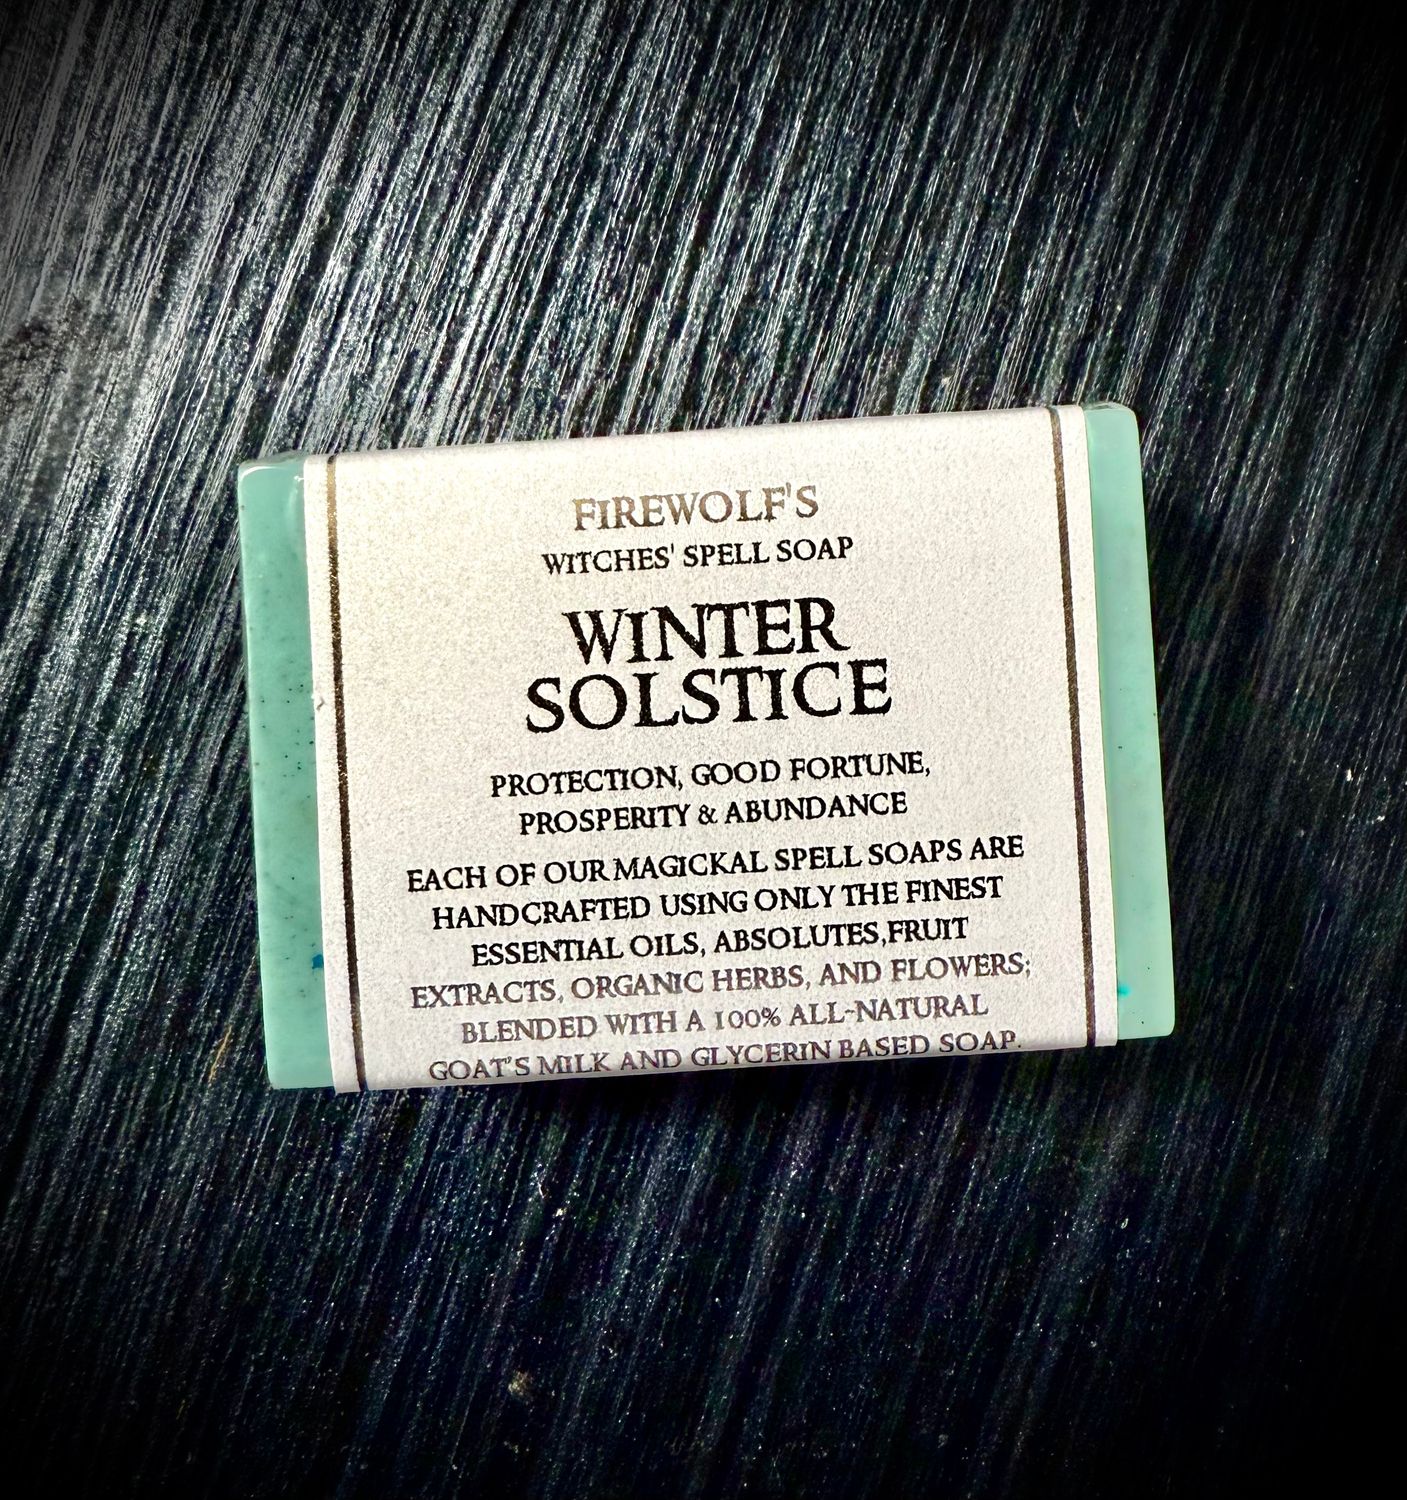 FIREWOLF'S
WITCHES' SPELL SOAP
WINTER
SOLSTICE
PROTECTION, GOOD FORTUNE,
PROSPERITY & ABUNDANCE
EACH OF OUR MAGICKAL SPELL SOAPS ARE
HANDCRAFTED USING ONLY THE FINEST
ESSENTIAL OILS, ABSOLUTES,FRUIT
EXTRACTS, ORGANIC HERBS, AND FLOWERS;
BLENDED WITH A 100% ALL-NATURAL
GOAT'S MILK AND GLYCERIN BASED SOAP.